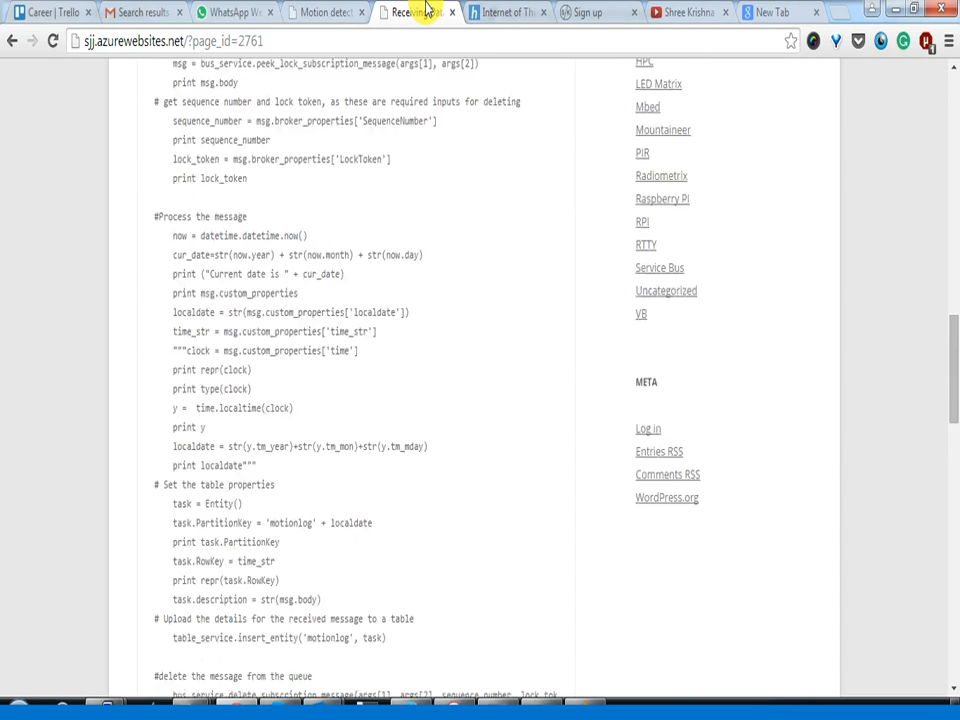 Career | Trello
Search results
WhatsApp We
Motion detect
Receiving
Internet of Th
Sign up
Shree Krishna
New Tab
sjj.azurewebsites.net/?page_id=2761
msg = bus_service.peek_lock_subscription_message(args[1], args[2])
print msg.body
# get sequence number and lock token, as these are required inputs for deleting
sequence_number = msg.broker_properties['SequenceNumber']
print sequence_number
lock_token = msg.broker_properties['LockToken']
print lock_token
#Process the message
now = datetime.datetime.now()
cur_date=str(now.year) + str(now.month) + str(now.day)
print ("Current date is " + cur_date)
print msg.custom_properties
localdate = str(msg.custom_properties['localdate'])
time_str = msg.custom_properties['time_str']
"""clock = msg.custom_properties['time']
print repr(clock)
print type(clock)
y =  time.localtime(clock)
print y
localdate = str(y.tm_year)+str(y.tm_mon)+str(y.tm_mday)
print localdate"""
# Set the table properties
task = Entity()
task.PartitionKey = 'motionlog' + localdate
print task.PartitionKey
task.RowKey = time_str
print repr(task.RowKey)
task.description = str(msg.body)
# Upload the details for the received message to a table
table_service.insert_entity('motionlog', task)
#delete the message from the queue
bus_service.delete_subscription_message(args[1], args[2], sequence_number, lock_tok
HPC
LED Matrix
Mbed
Mountaineer
PIR
Radiometrix
Raspberry PI
RPI
RTTY
Service Bus
Uncategorized
VB
META
Log in
Entries RSS
Comments RSS
WordPress.org